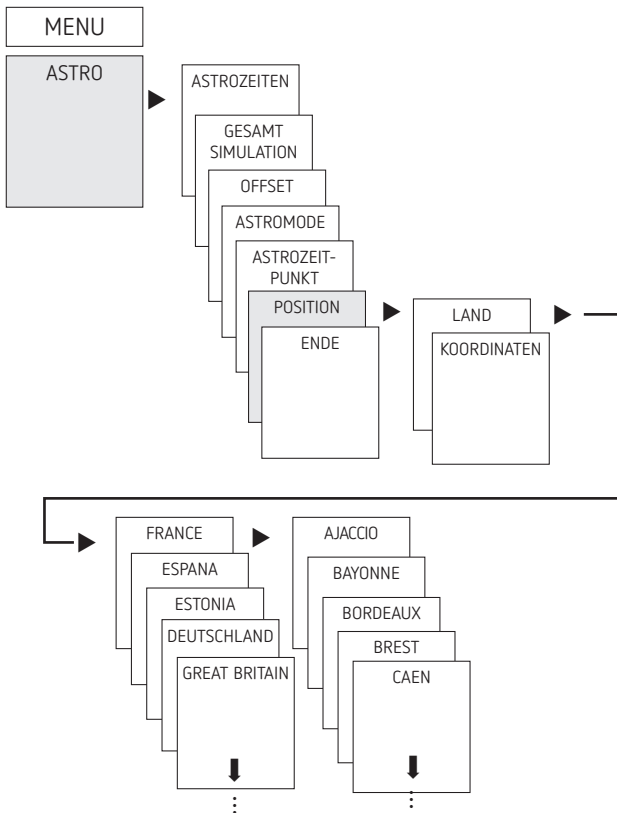 MENU
ASTRO
ASTROZEITEN
GESAMT
SIMULATION
OFFSET
ASTROMODE
ASTROZEIT-
PUNKT
POSITION
ENDE
LAND
KOORDINATEN
FRANCE
ESPANA
ESTONIA
DEUTSCHLAND
GREAT BRITAIN
AJACCIO
BAYONNE
BORDEAUX
BREST
CAEN